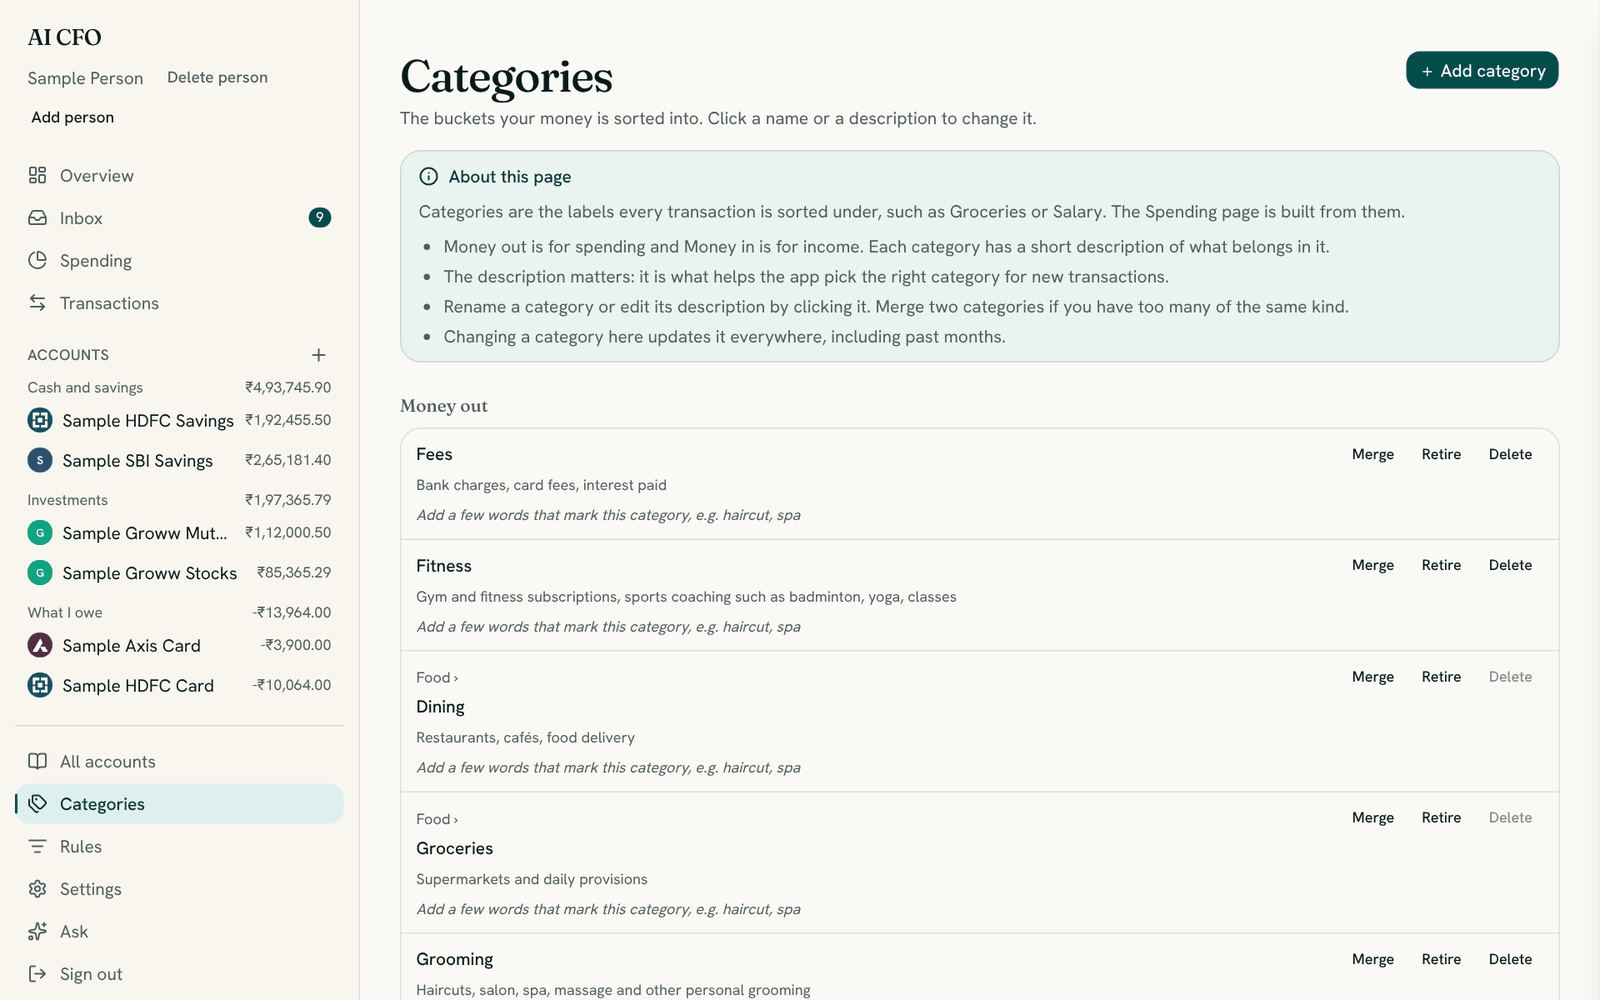 AI CFO
Sample Person Delete person
Add person
Overview
Inbox 9
Spending
Transactions
ACCOUNTS +
Cash and savings ₹4,93,745.90
Sample HDFC Savings ₹1,92,455.50
S Sample SBI Savings ₹2,65,181.40
Investments ₹1,97,365.79
G Sample Groww Mut... ₹1,12,000.50
G Sample Groww Stocks ₹85,365.29
What I owe -₹13,964.00
Sample Axis Card -₹3,900.00
Sample HDFC Card -₹10,064.00
All accounts
Categories
Rules
Settings
Ask
Sign out
Categories
+ Add category
The buckets your money is sorted into. Click a name or a description to change it.
About this page
Categories are the labels every transaction is sorted under, such as Groceries or Salary. The Spending page is built from them.
• Money out is for spending and Money in is for income. Each category has a short description of what belongs in it.
• The description matters: it is what helps the app pick the right category for new transactions.
• Rename a category or edit its description by clicking it. Merge two categories if you have too many of the same kind.
• Changing a category here updates it everywhere, including past months.
Money out
Fees Merge Retire Delete
Bank charges, card fees, interest paid
Add a few words that mark this category, e.g. haircut, spa
Fitness Merge Retire Delete
Gym and fitness subscriptions, sports coaching such as badminton, yoga, classes
Add a few words that mark this category, e.g. haircut, spa
Food › Merge Retire Delete
Dining
Restaurants, cafés, food delivery
Add a few words that mark this category, e.g. haircut, spa
Food › Merge Retire Delete
Groceries
Supermarkets and daily provisions
Add a few words that mark this category, e.g. haircut, spa
Grooming Merge Retire Delete
Haircuts, salon, spa, massage and other personal grooming